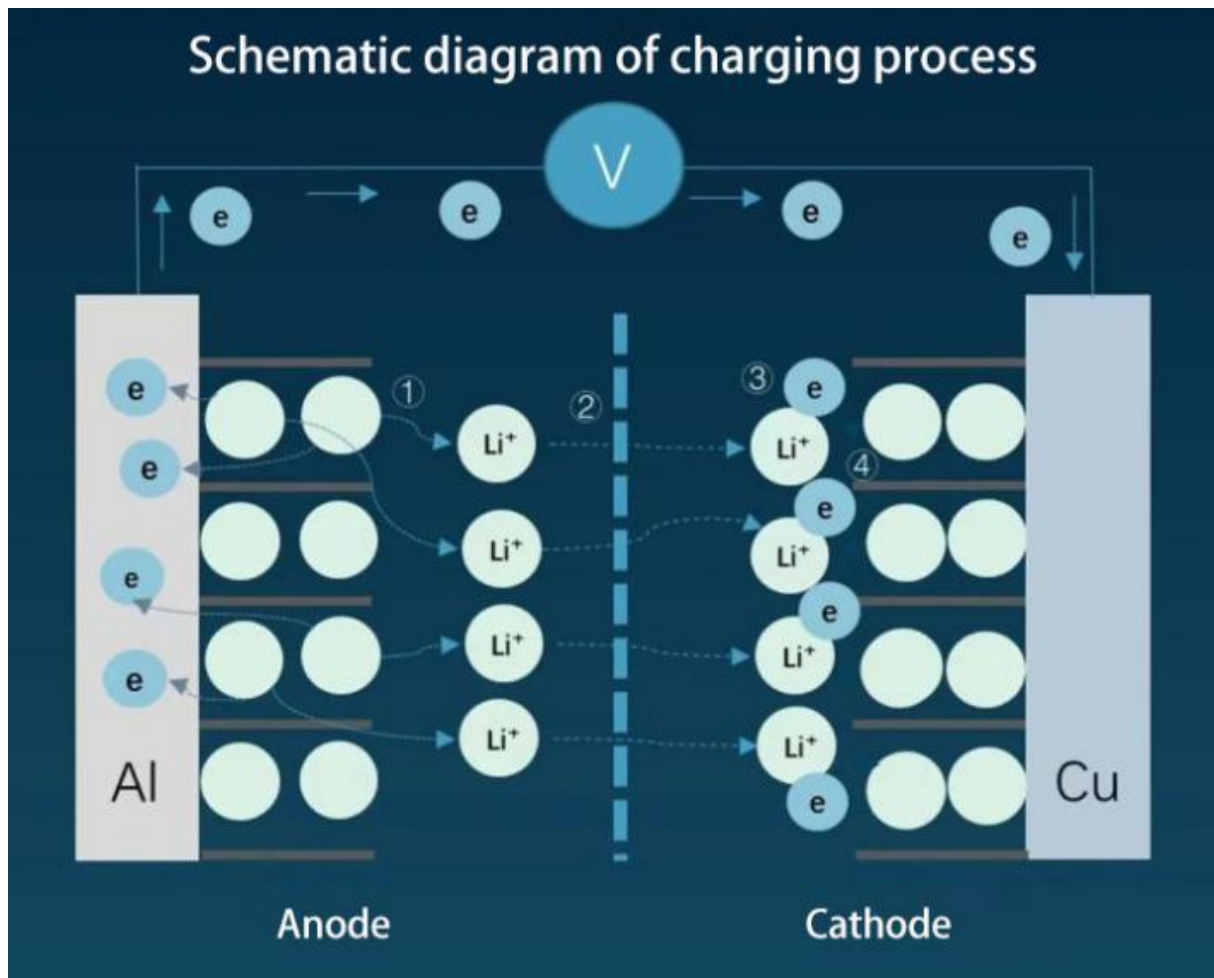 Schematic diagram of charging process
V
e
e
e
e
e
①
②
③
e
Li⁺
Li⁺
e
④
e
Li⁺
Li⁺
e
e
Li⁺
Li⁺
e
Li⁺
Li⁺
e
Al
Cu
Anode
Cathode